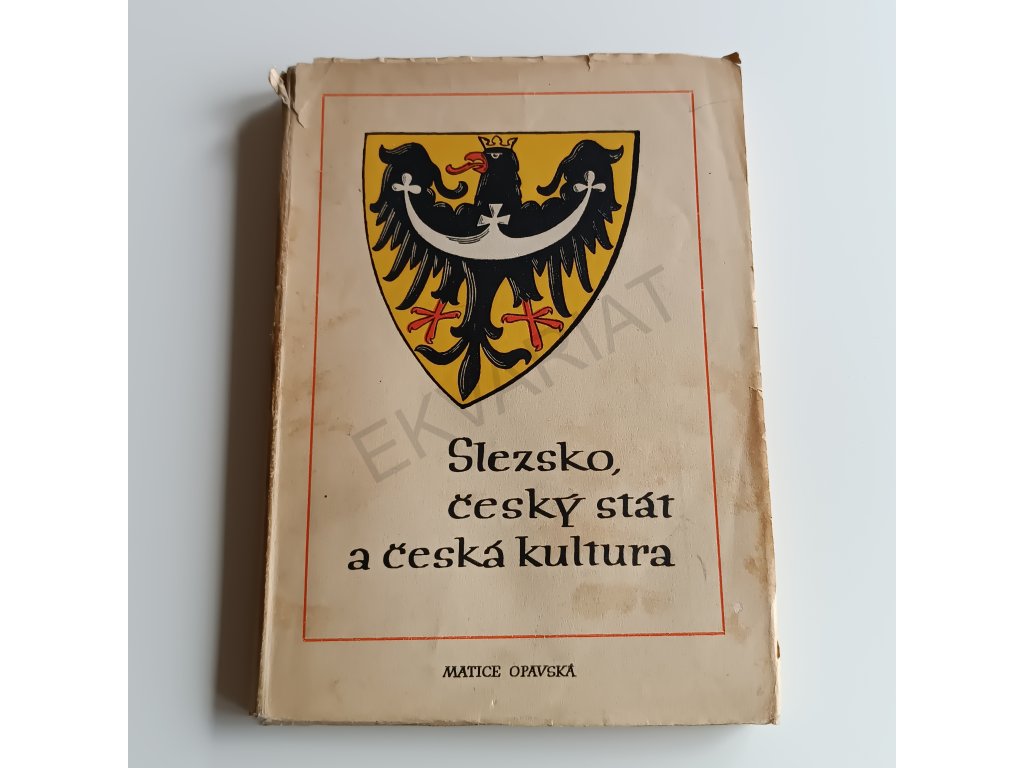 EKVARIAT
Slezsko,
český stát
a česká kultura
MATICE OPAVSKÁ